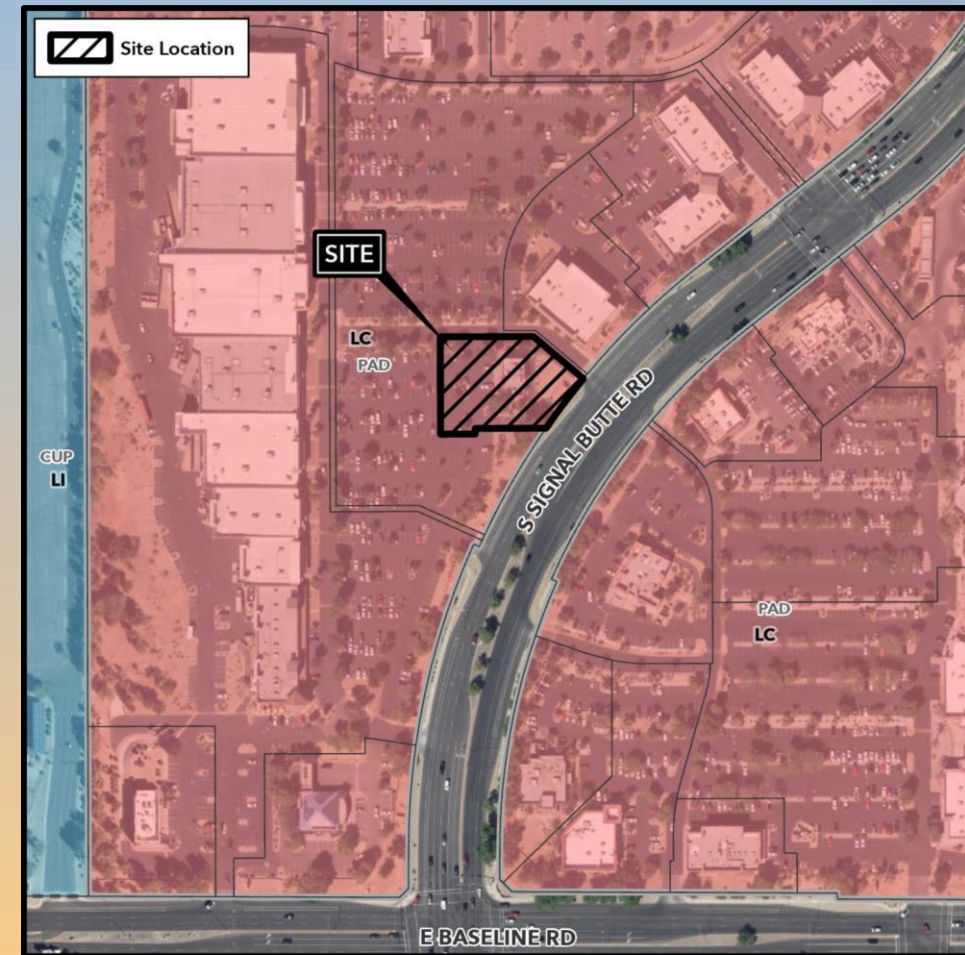 Site Location
SITE
LC
PAD
CUP
LI
S SIGNAL BUTTE RD
PAD
LC
E BASELINE RD